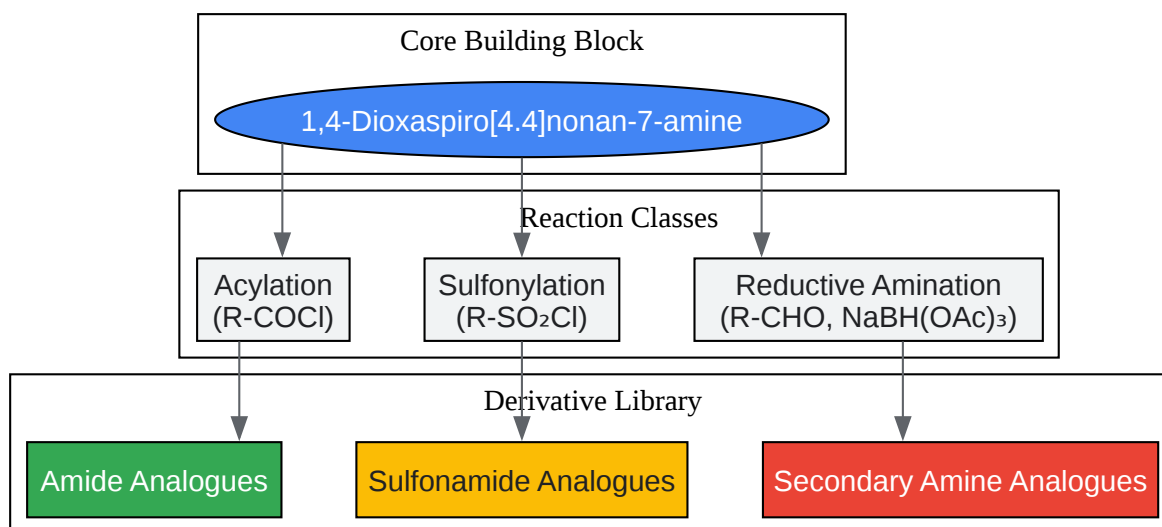 Core Building Block
1,4-Dioxaspiro[4.4]nonan-7-amine
Reaction Classes
Acylation
(R-COCl)
Sulfonylation
(R-SO₂Cl)
Reductive Amination
(R-CHO, NaBH(OAc)₃)
Derivative Library
Amide Analogues
Sulfonamide Analogues
Secondary Amine Analogues